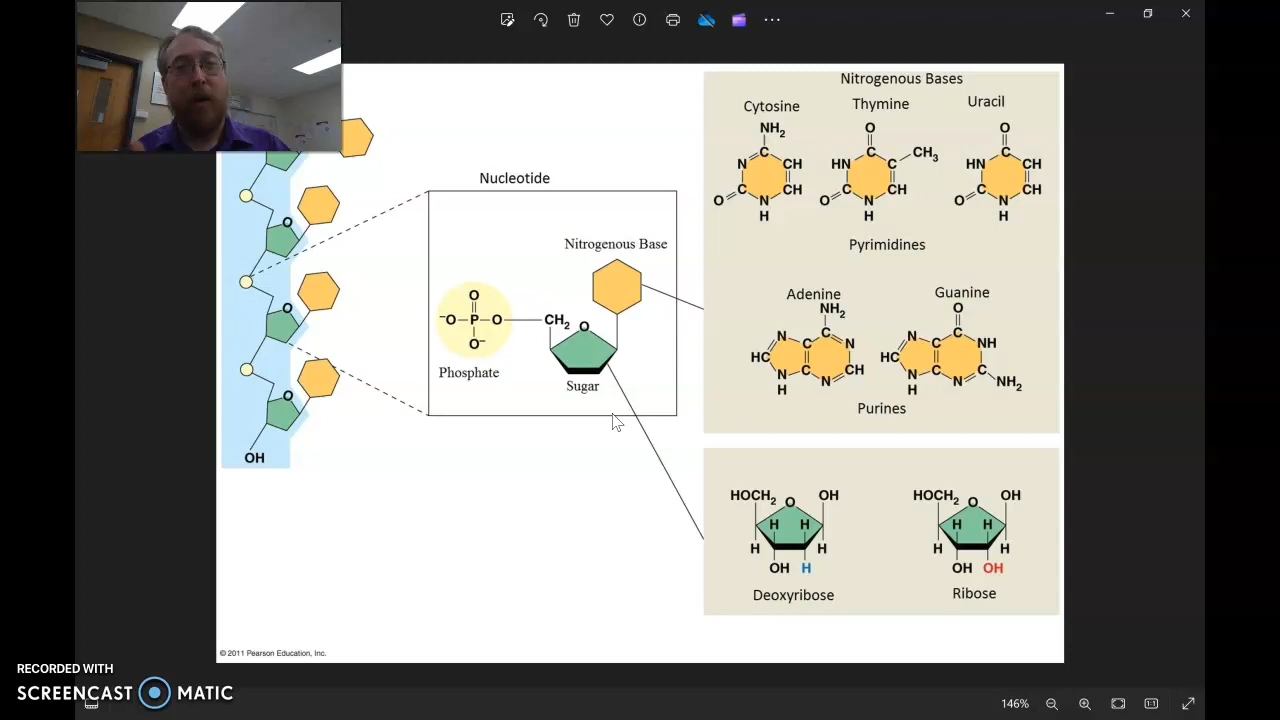 Nitrogenous Bases
Cytosine
Thymine
Uracil
NH2
N
C
CH
C
CH
O
N
H
O
HN
C
C
CH3
C
CH
O
N
H
O
HN
C
CH
C
CH
O
N
H
Pyrimidines
Adenine
Guanine
NH2
N
C
C
N
HC
C
CH
N
N
H
O
N
C
C
NH
HC
C
C
N
N
NH2
H
Purines
Nucleotide
Nitrogenous Base
O
-O
P
O
O-
CH2
O
Phosphate
Sugar
O
O
O
OH
HOCH2
O
OH
H
H
H
H
OH
H
Deoxyribose
HOCH2
O
OH
H
H
H
H
OH
OH
Ribose
© 2011 Pearson Education, Inc.
RECORDED WITH
SCREENCAST MATIC
146%
1:1